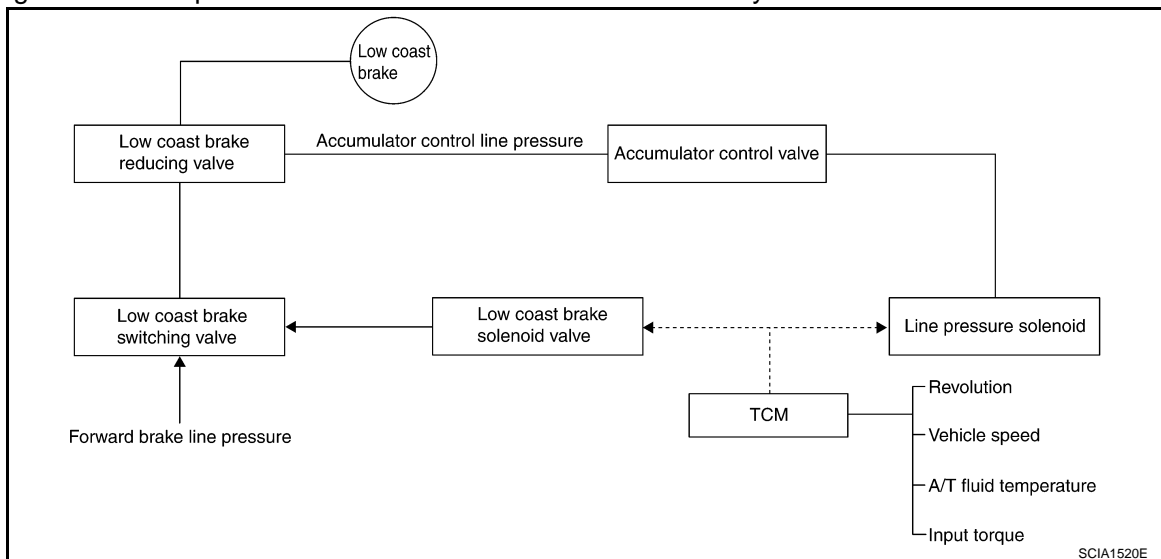 Low coast
brake
Low coast brake
reducing valve
Accumulator control line pressure
Accumulator control valve
Low coast brake
switching valve
Low coast brake
solenoid valve
Line pressure solenoid
Forward brake line pressure
TCM
Revolution
Vehicle speed
A/T fluid temperature
Input torque
SCIA1520E